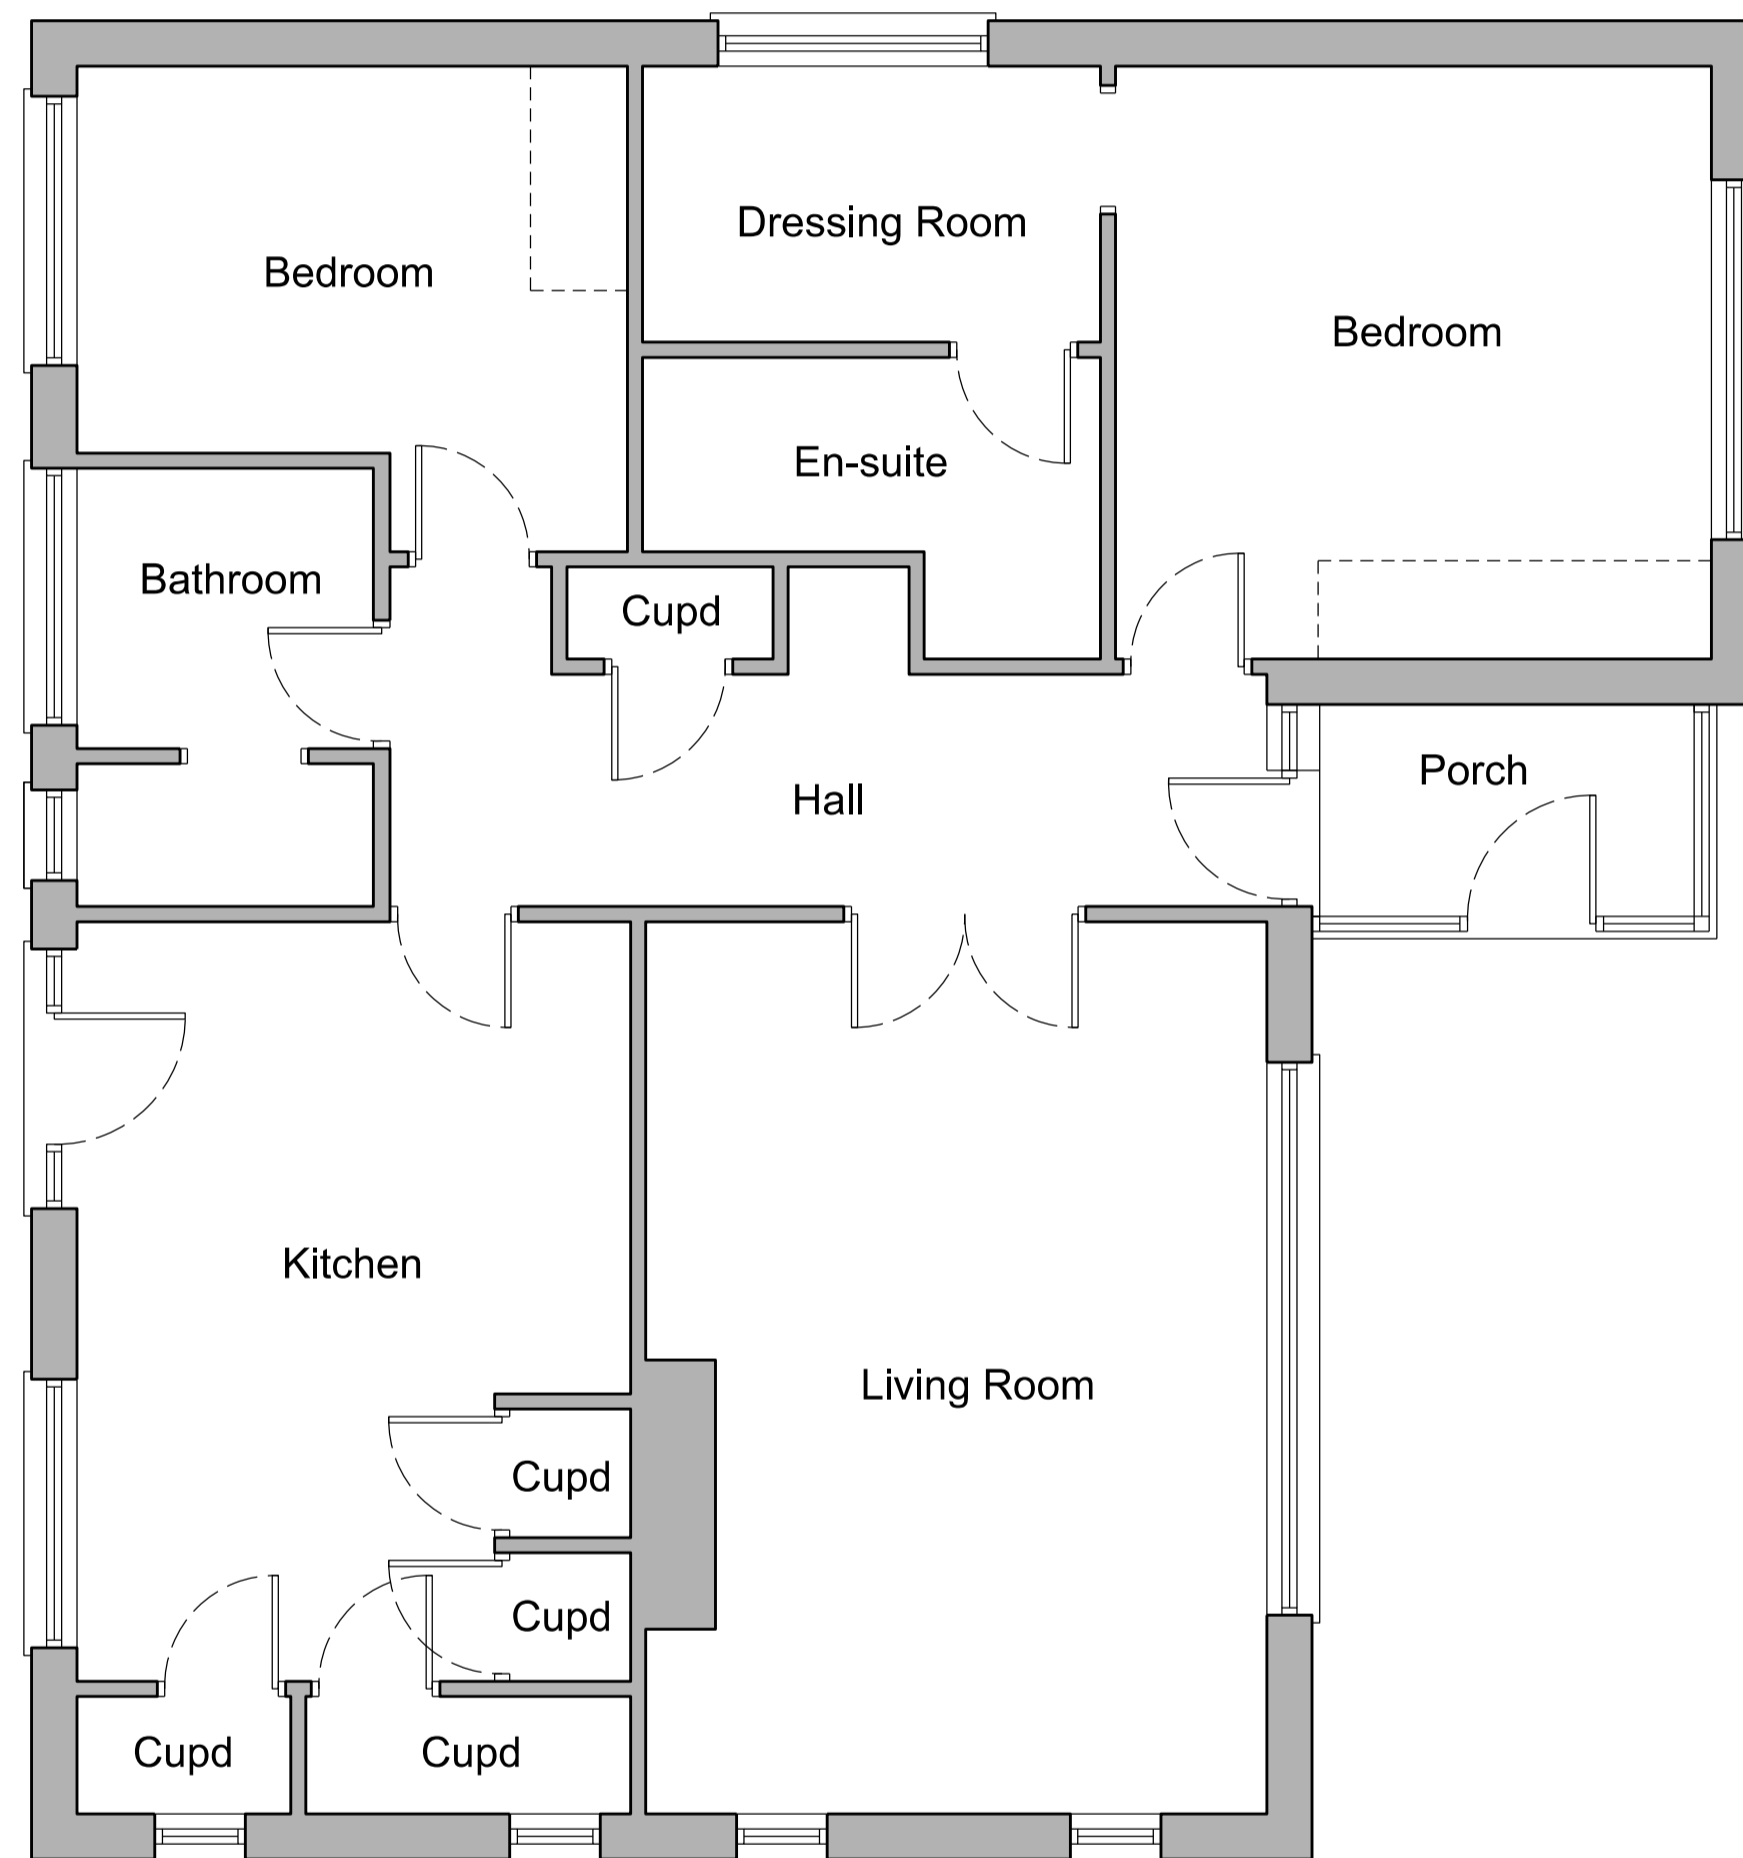 Dressing Room
Bedroom
Bedroom
En-suite
Bathroom
Cupd
Porch
Hall
Kitchen
Living Room
Cupd
Cupd
Cupd
Cupd